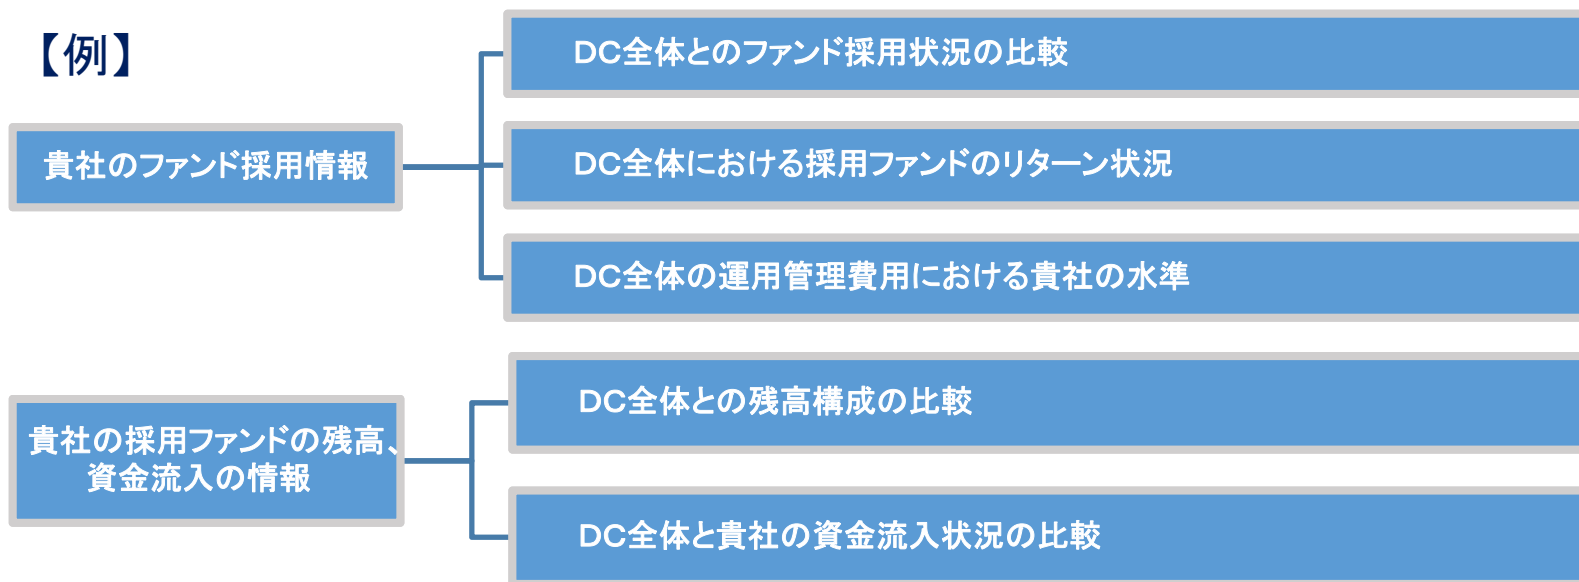 【例】
貴社のファンド採用情報
DC全体とのファンド採用状況の比較
DC全体における採用ファンドのリターン状況
DC全体の運用管理費用における貴社の水準
貴社の採用ファンドの残高、
資金流入の情報
DC全体との残高構成の比較
DC全体と貴社の資金流入状況の比較